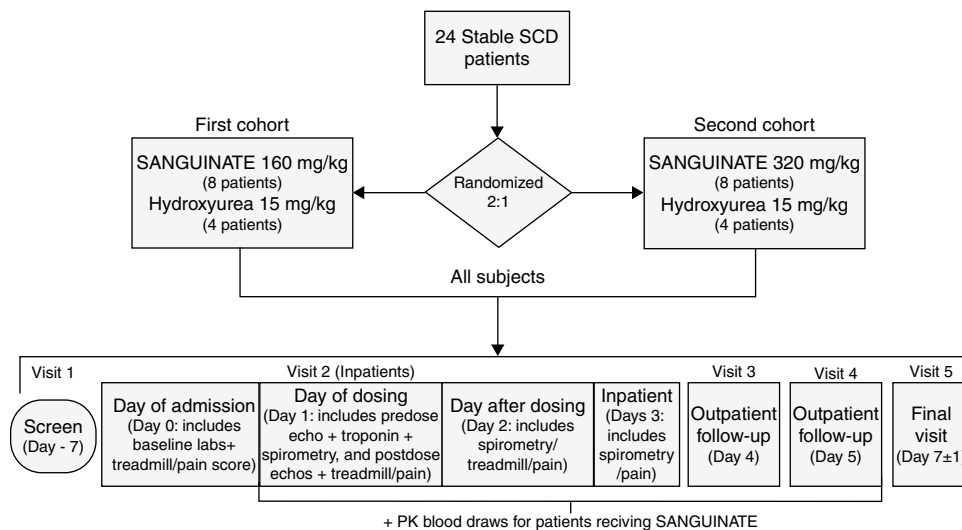 24 Stable SCD
patients
First cohort
SANGUINATE 160 mg/kg
(8 patients)
Hydroxyurea 15 mg/kg
(4 patients)
Randomized
2:1
Second cohort
SANGUINATE 320 mg/kg
(8 patients)
Hydroxyurea 15 mg/kg
(4 patients)
All subjects
Visit 1
Screen
(Day - 7)
Visit 2 (Inpatients)
Day of admission
(Day 0: includes
baseline labs+
treadmill/pain score)
Day of dosing
(Day 1: includes predose
echo + troponin +
spirometry, and postdose
echos + treadmill/pain)
Day after dosing
(Day 2: includes
spirometry/
treadmill/pain)
Inpatient
(Days 3:
includes
spirometry
/pain)
Visit 3
Outpatient
follow-up
(Day 4)
Visit 4
Outpatient
follow-up
(Day 5)
Visit 5
Final
visit
(Day 7±1)
+ PK blood draws for patients reciving SANGUINATE